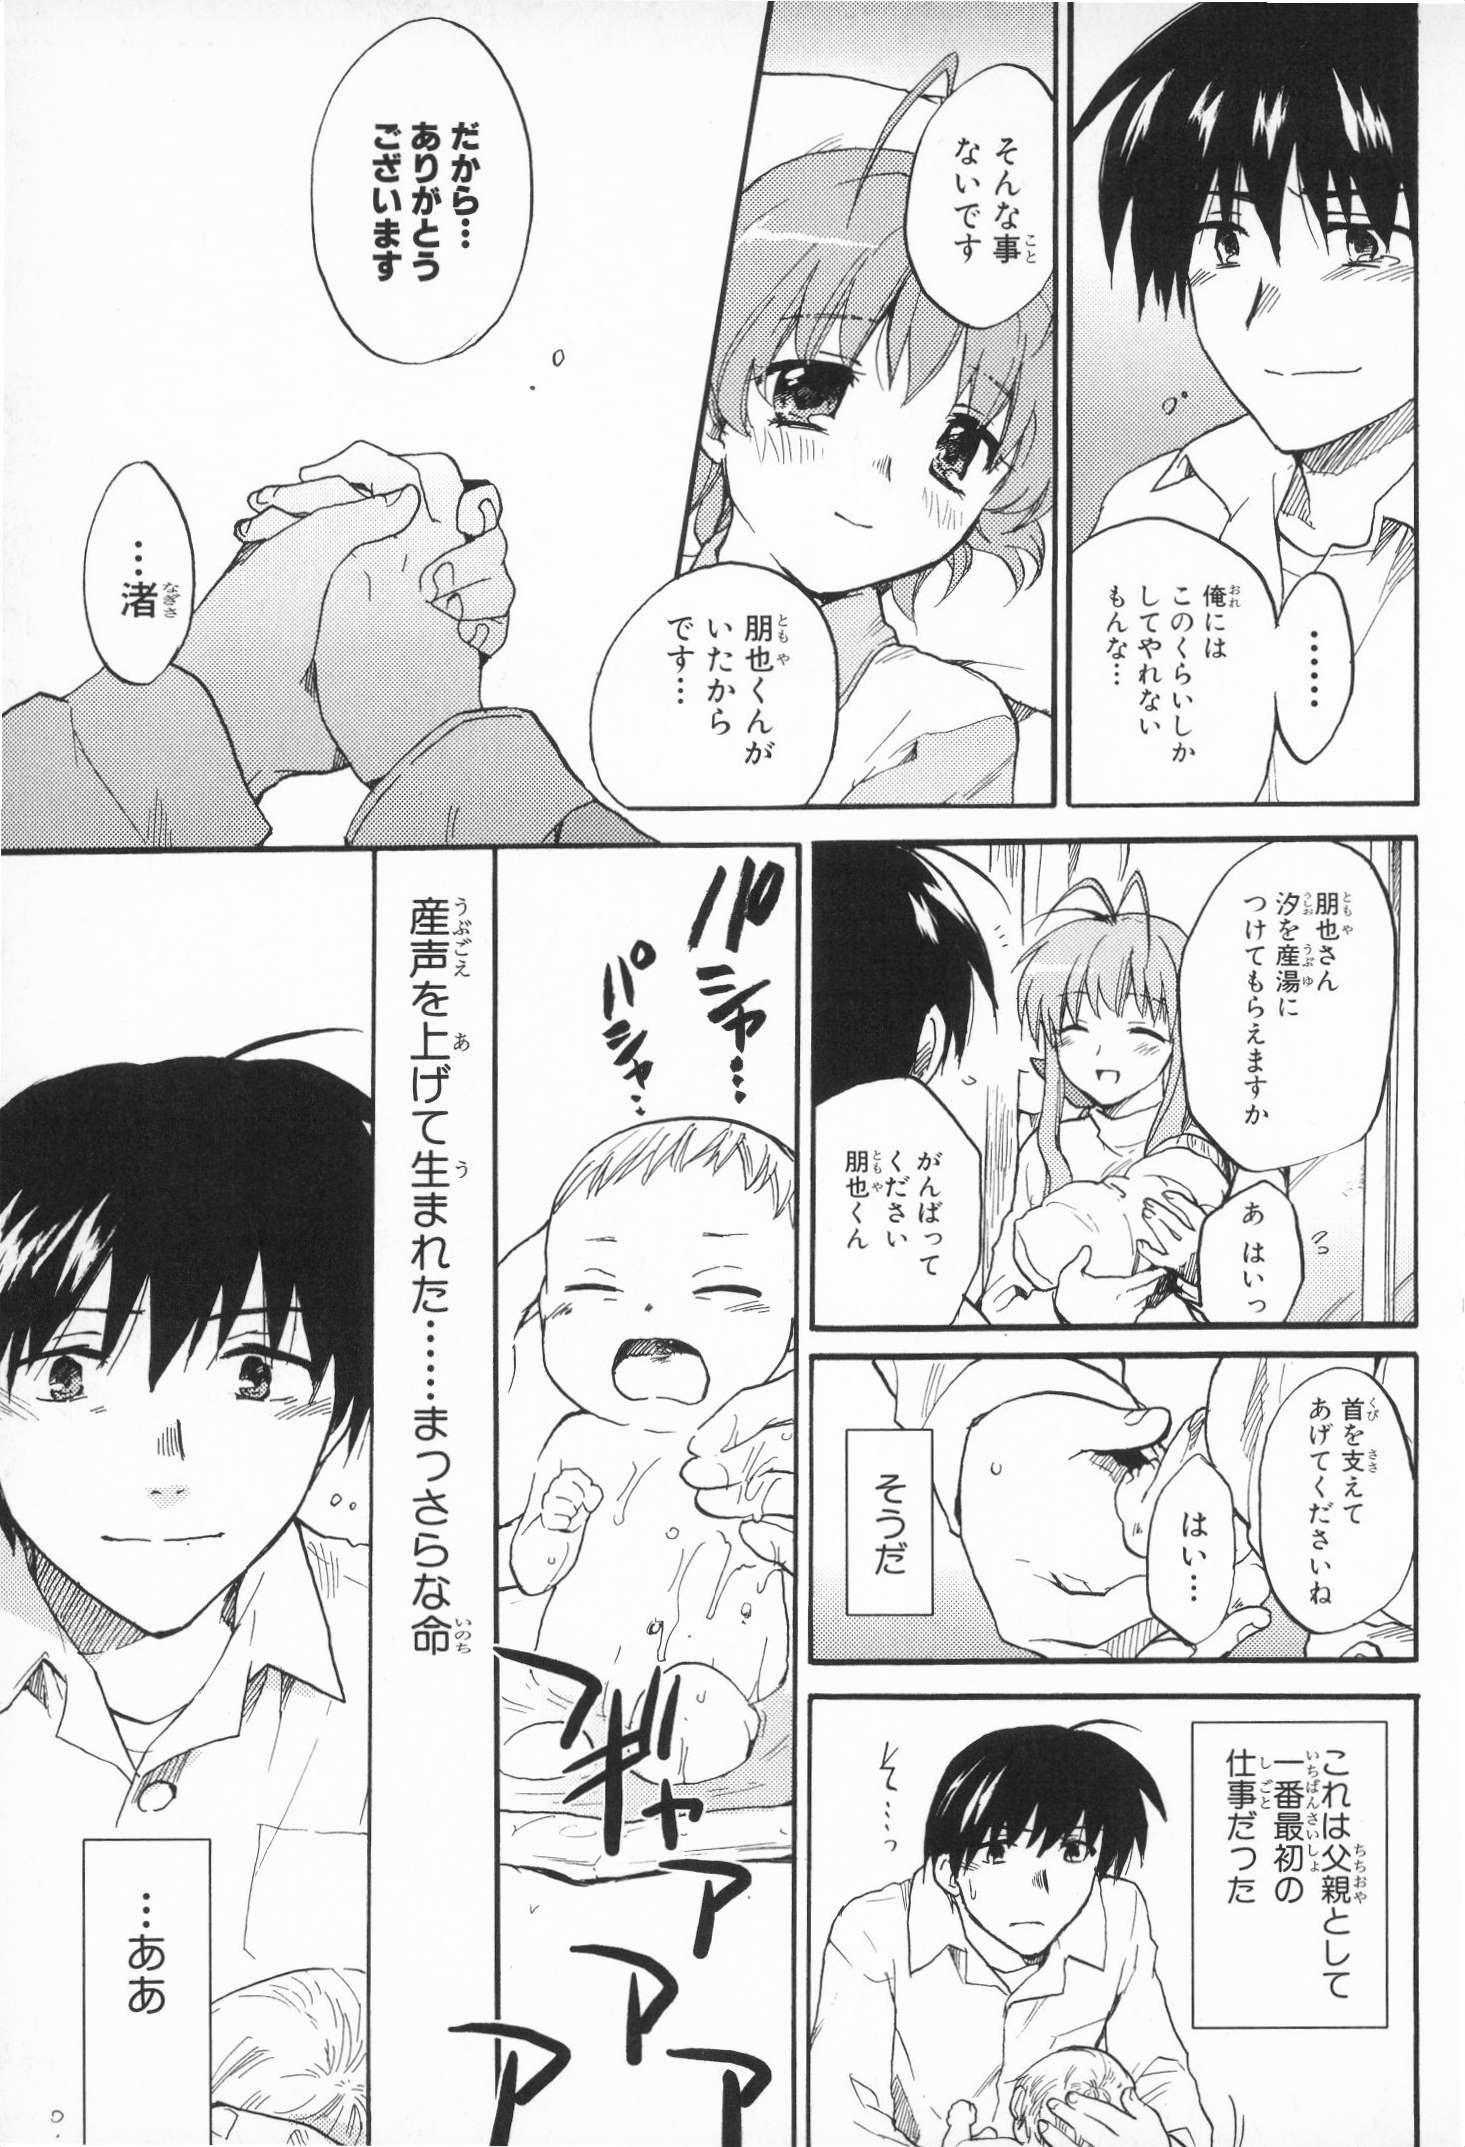 ……
俺には
このくらいしか
してやれない
もんな…
そんな事
ないです
朋也くんが
いたから
です…
だから…
ありがとう
ございます
…渚
朋也さん
汐を産湯に
つけてもらえますか
あ はいっ
がんばって
ください
朋也くん
首を支えて
あげてくださいね
はい…
そうだ
これは父親として
一番最初の
仕事だった
そ…っ
パシャ…
パシャ…
フギャ
アアアア
産声を上げて生まれた……まっさらな命
…ああ